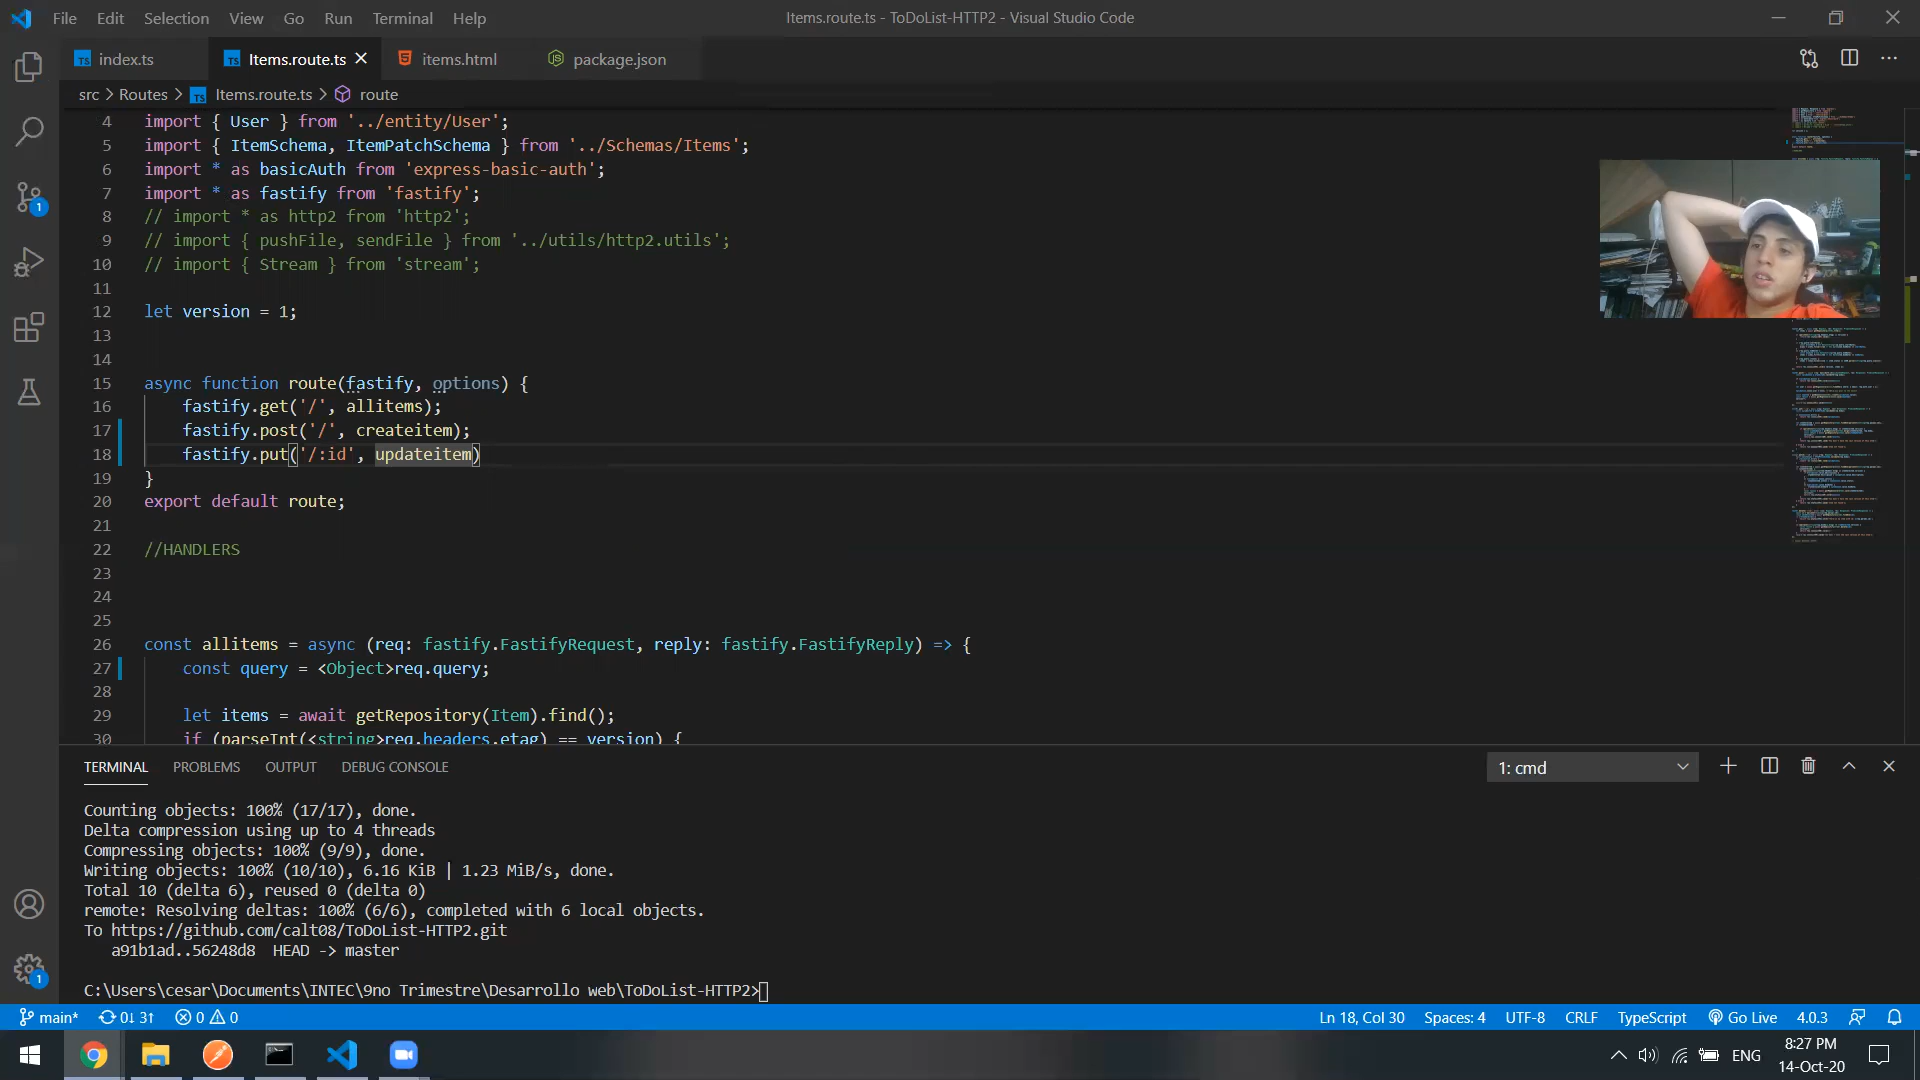 File Edit Selection View Go Run Terminal Help
Items.route.ts - ToDoList-HTTP2 - Visual Studio Code
index.ts
Items.route.ts
items.html
package.json
src > Routes > Items.route.ts > route
4 import { User } from '../entity/User';
5 import { ItemSchema, ItemPatchSchema } from '../Schemas/Items';
6 import * as basicAuth from 'express-basic-auth';
7 import * as fastify from 'fastify';
8 // import * as http2 from 'http2';
9 // import { pushFile, sendFile } from '../utils/http2.utils';
10 // import { Stream } from 'stream';
11
12 let version = 1;
13
14
15 async function route(fastify, options) {
16 fastify.get('/', allitems);
17 fastify.post('/', createitem);
18 fastify.put('/:id', updateitem)
19 }
20 export default route;
21
22 //HANDLERS
23
24
25
26 const allitems = async (req: fastify.FastifyRequest, reply: fastify.FastifyReply) => {
27 const query = <Object>req.query;
28
29 let items = await getRepository(Item).find();
30 if (parseInt(<string>req.headers.etag) == version) {
TERMINAL PROBLEMS OUTPUT DEBUG CONSOLE
1: cmd
Counting objects: 100% (17/17), done.
Delta compression using up to 4 threads
Compressing objects: 100% (9/9), done.
Writing objects: 100% (10/10), 6.16 KiB | 1.23 MiB/s, done.
Total 10 (delta 6), reused 0 (delta 0)
remote: Resolving deltas: 100% (6/6), completed with 6 local objects.
To https://github.com/calt08/ToDoList-HTTP2.git
a91b1ad..56248d8 HEAD -> master
C:\Users\cesar\Documents\INTEC\9no Trimestre\Desarrollo web\ToDoList-HTTP2>
main* 0↓ 3↑ 0 0
Ln 18, Col 30 Spaces: 4 UTF-8 CRLF TypeScript Go Live 4.0.3
ENG
8:27 PM
14-Oct-20